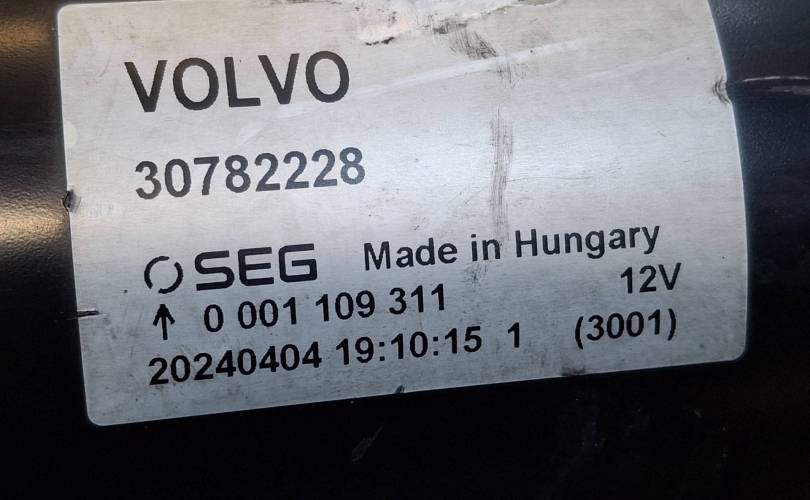 VOLVO
30782228
SEG Made in Hungary
↑ 0 001 109 311 12V
20240404 19:10:15 1 (3001)